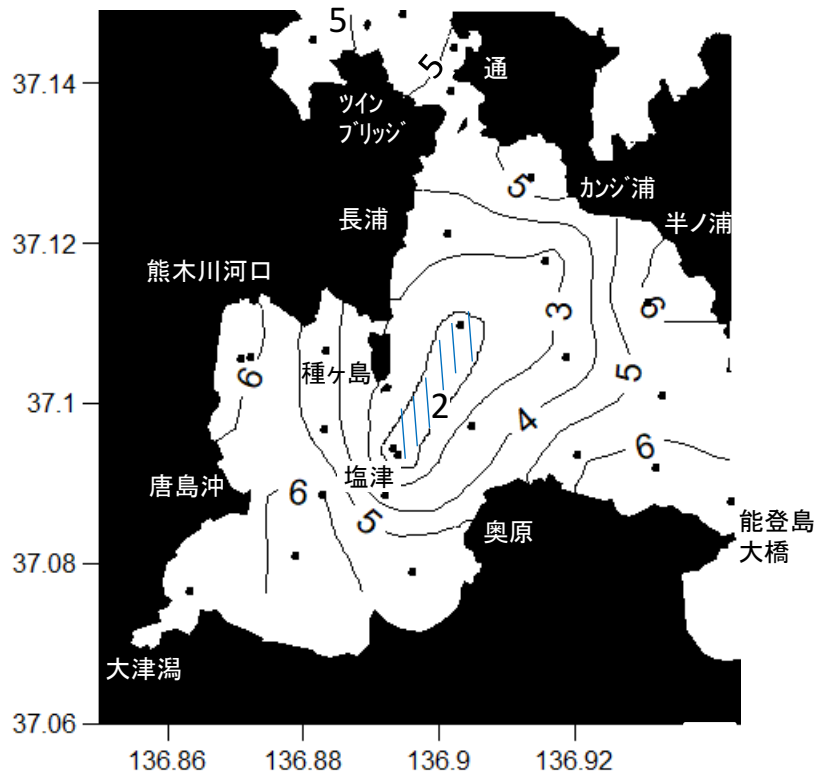 5
5
通
37.14
ツイン
ブリッジ
5
カンジ浦
長浦
半ノ浦
37.12
熊木川河口
3
6
種ヶ島
6
5
37.1
2
4
塩津
6
唐島沖
6
5
奥原
能登島
大橋
37.08
大津潟
37.06
136.86
136.88
136.9
136.92